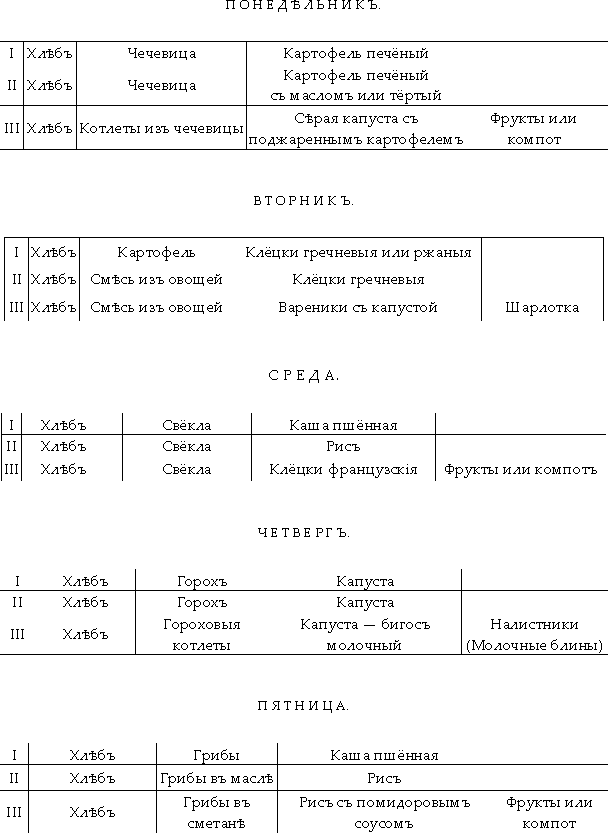 ПОНЕДѢЛЬНИКЪ.
I Хлѣбъ Чечевица Картофель печёный
II Хлѣбъ Чечевица Картофель печёный
съ масломъ или тёртый
III Хлѣбъ Котлеты изъ чечевицы Сѣрая капуста съ Фрукты или
поджареннымъ картофелемъ компот
ВТОРНИКЪ.
I Хлѣбъ Картофель Клёцки гречневыя или ржаныя
II Хлѣбъ Смѣсь изъ овощей Клёцки гречневыя
III Хлѣбъ Смѣсь изъ овощей Вареники съ капустой Шарлотка
СРЕДА.
I Хлѣбъ Свёкла Каша пшённая
II Хлѣбъ Свёкла Рисъ
III Хлѣбъ Свёкла Клёцки французскія Фрукты или компотъ
ЧЕТВЕРГЪ.
I Хлѣбъ Горохъ Капуста
II Хлѣбъ Горохъ Капуста
III Хлѣбъ Гороховыя Капуста — бигосъ Налистники
котлеты молочный (Молочные блины)
ПЯТНИЦА.
I Хлѣбъ Грибы Каша пшённая
II Хлѣбъ Грибы въ маслѣ Рисъ
III Хлѣбъ Грибы въ Рисъ съ помидоровымъ Фрукты или
сметанѣ соусомъ компот